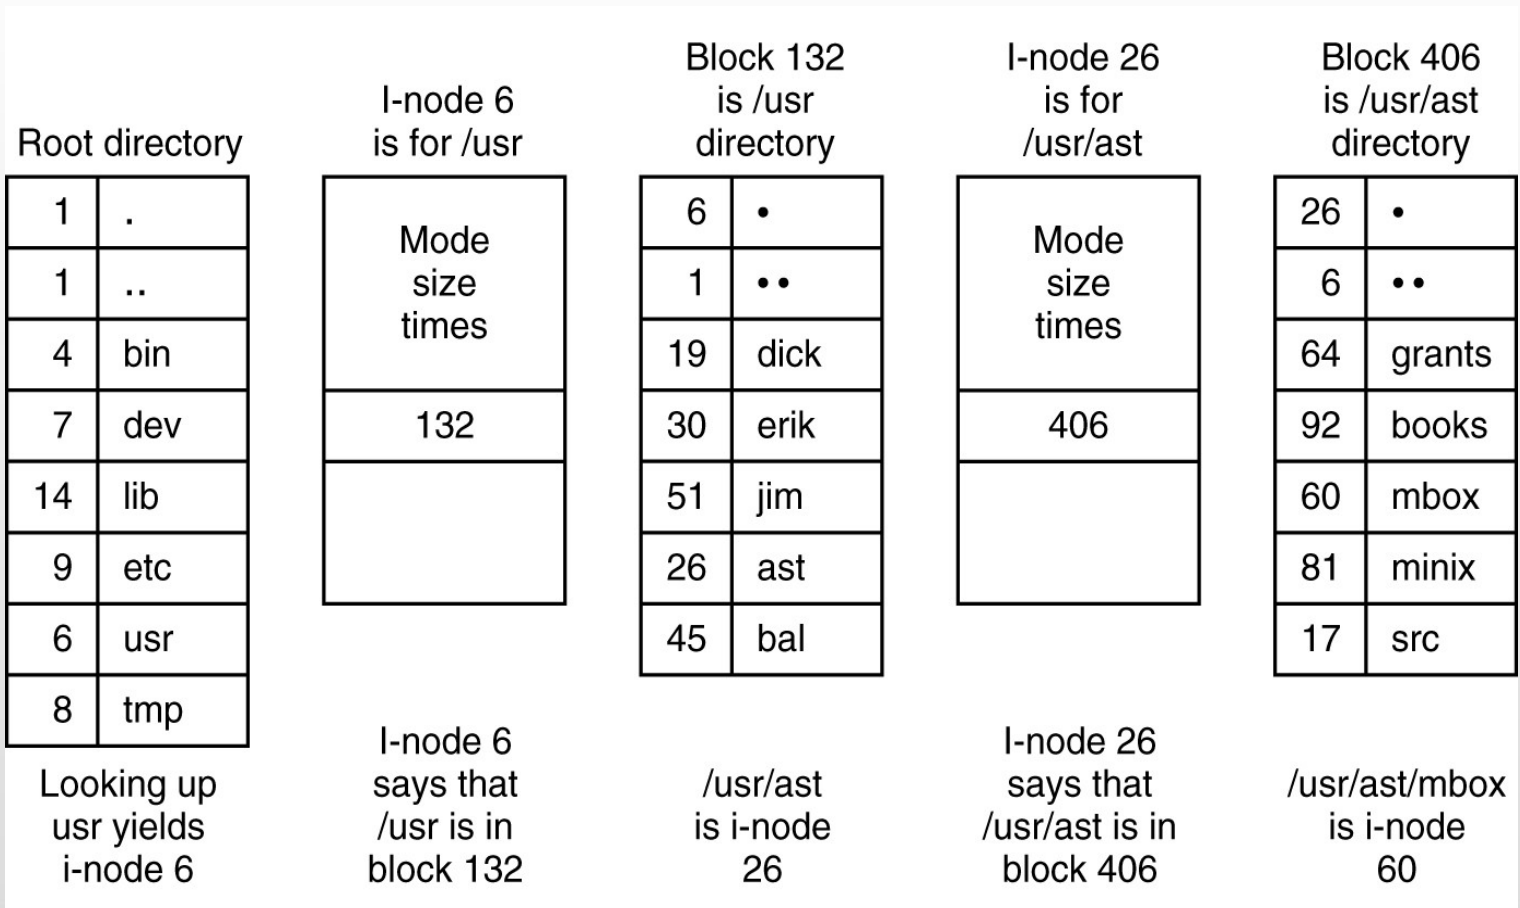 Root directory
1 .
1 ..
4 bin
7 dev
14 lib
9 etc
6 usr
8 tmp
Looking up
usr yields
i-node 6
I-node 6
is for /usr
Mode
size
times
132
I-node 6
says that
/usr is in
block 132
Block 132
is /usr
directory
6 •
1 ••
19 dick
30 erik
51 jim
26 ast
45 bal
/usr/ast
is i-node
26
I-node 26
is for
/usr/ast
Mode
size
times
406
I-node 26
says that
/usr/ast is in
block 406
Block 406
is /usr/ast
directory
26 •
6 ••
64 grants
92 books
60 mbox
81 minix
17 src
/usr/ast/mbox
is i-node
60